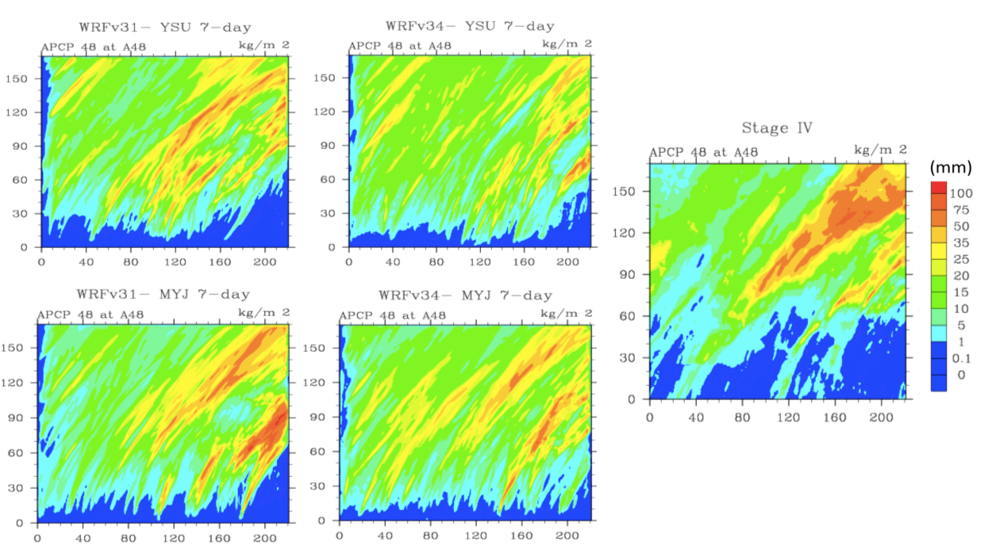 WRFv31- YSU 7-day
APCP 48 at A48 kg/m 2
150
120
90
60
30
0
0 40 80 120 160 200
WRFv34- YSU 7-day
APCP 48 at A48 kg/m 2
150
120
90
60
30
0
0 40 80 120 160 200
WRFv31- MYJ 7-day
APCP 48 at A48 kg/m 2
150
120
90
60
30
0
0 40 80 120 160 200
WRFv34- MYJ 7-day
APCP 48 at A48 kg/m 2
150
120
90
60
30
0
0 40 80 120 160 200
Stage IV
APCP 48 at A48 kg/m 2
150
120
90
60
30
0
0 40 80 120 160 200
(mm)
100
75
50
35
25
20
15
10
5
1
0.1
0